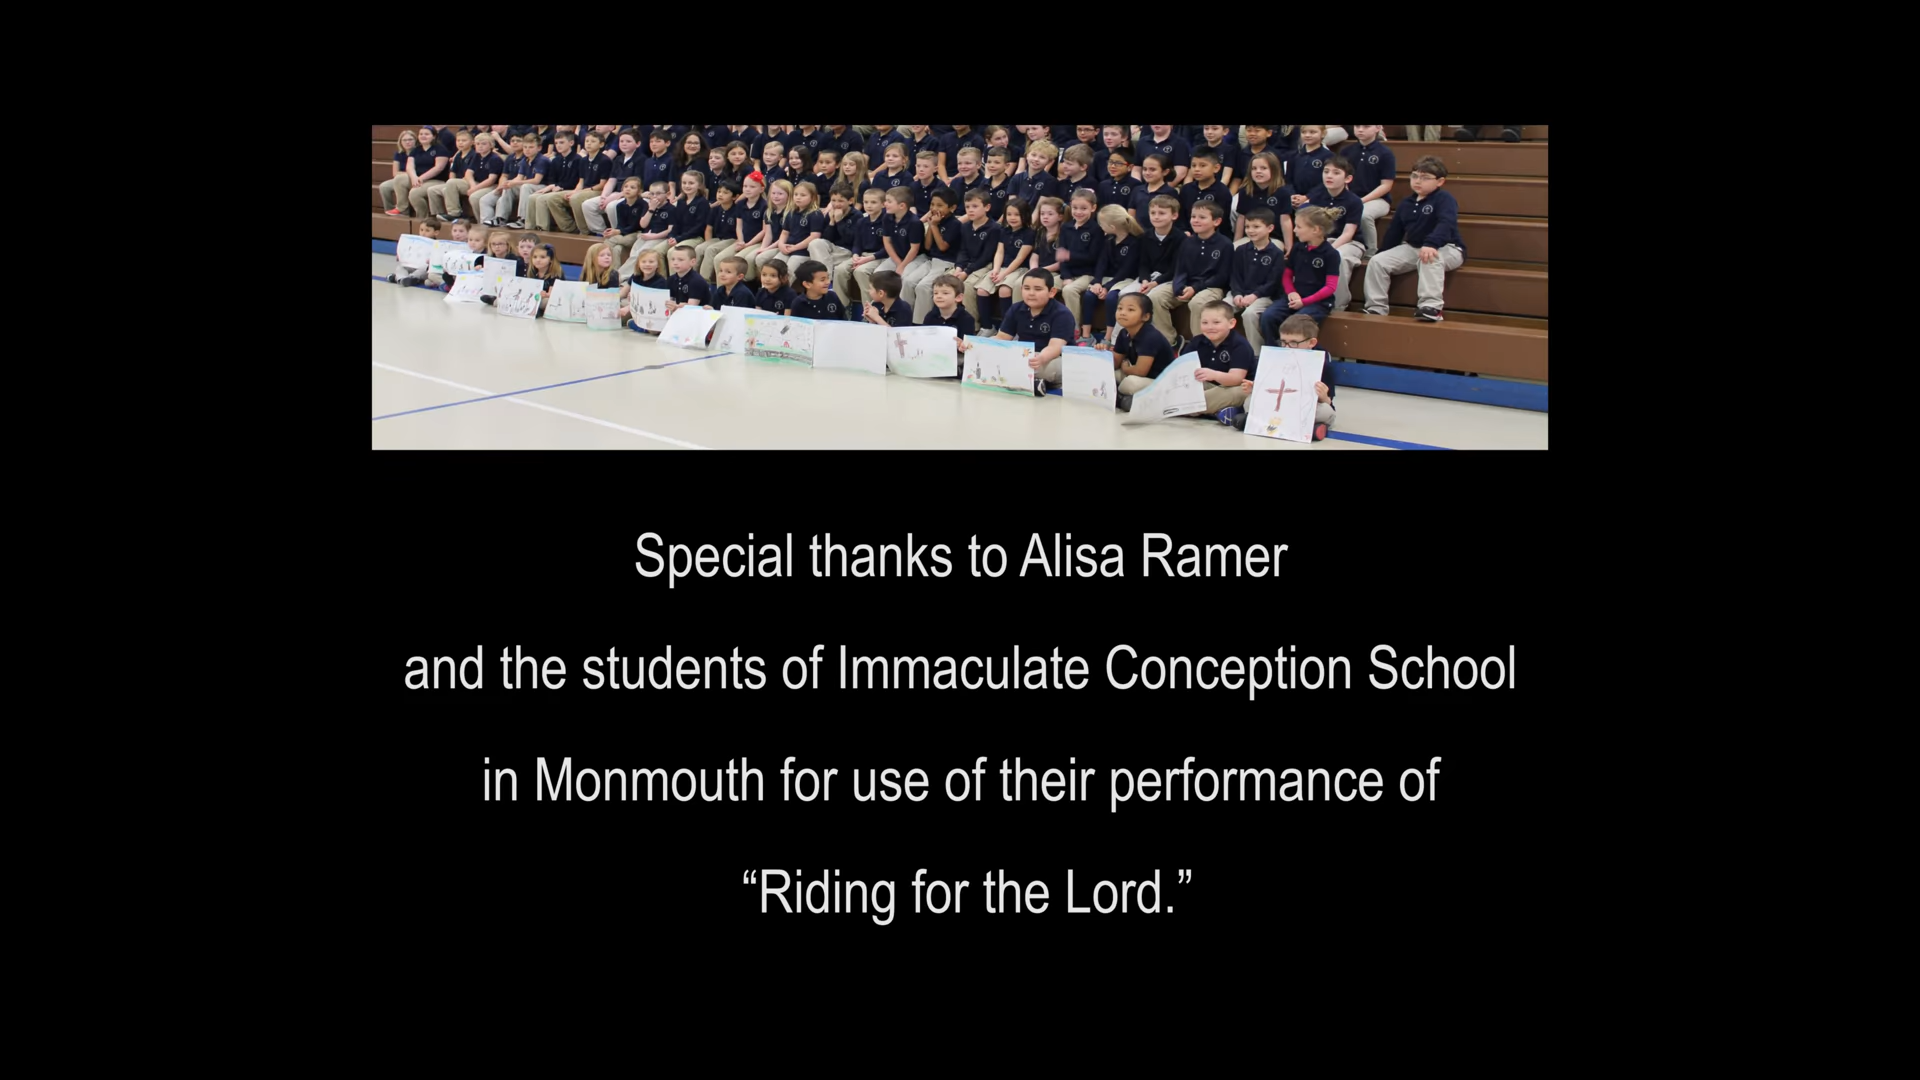 Special thanks to Alisa Ramer
and the students of Immaculate Conception School
in Monmouth for use of their performance of
“Riding for the Lord.”